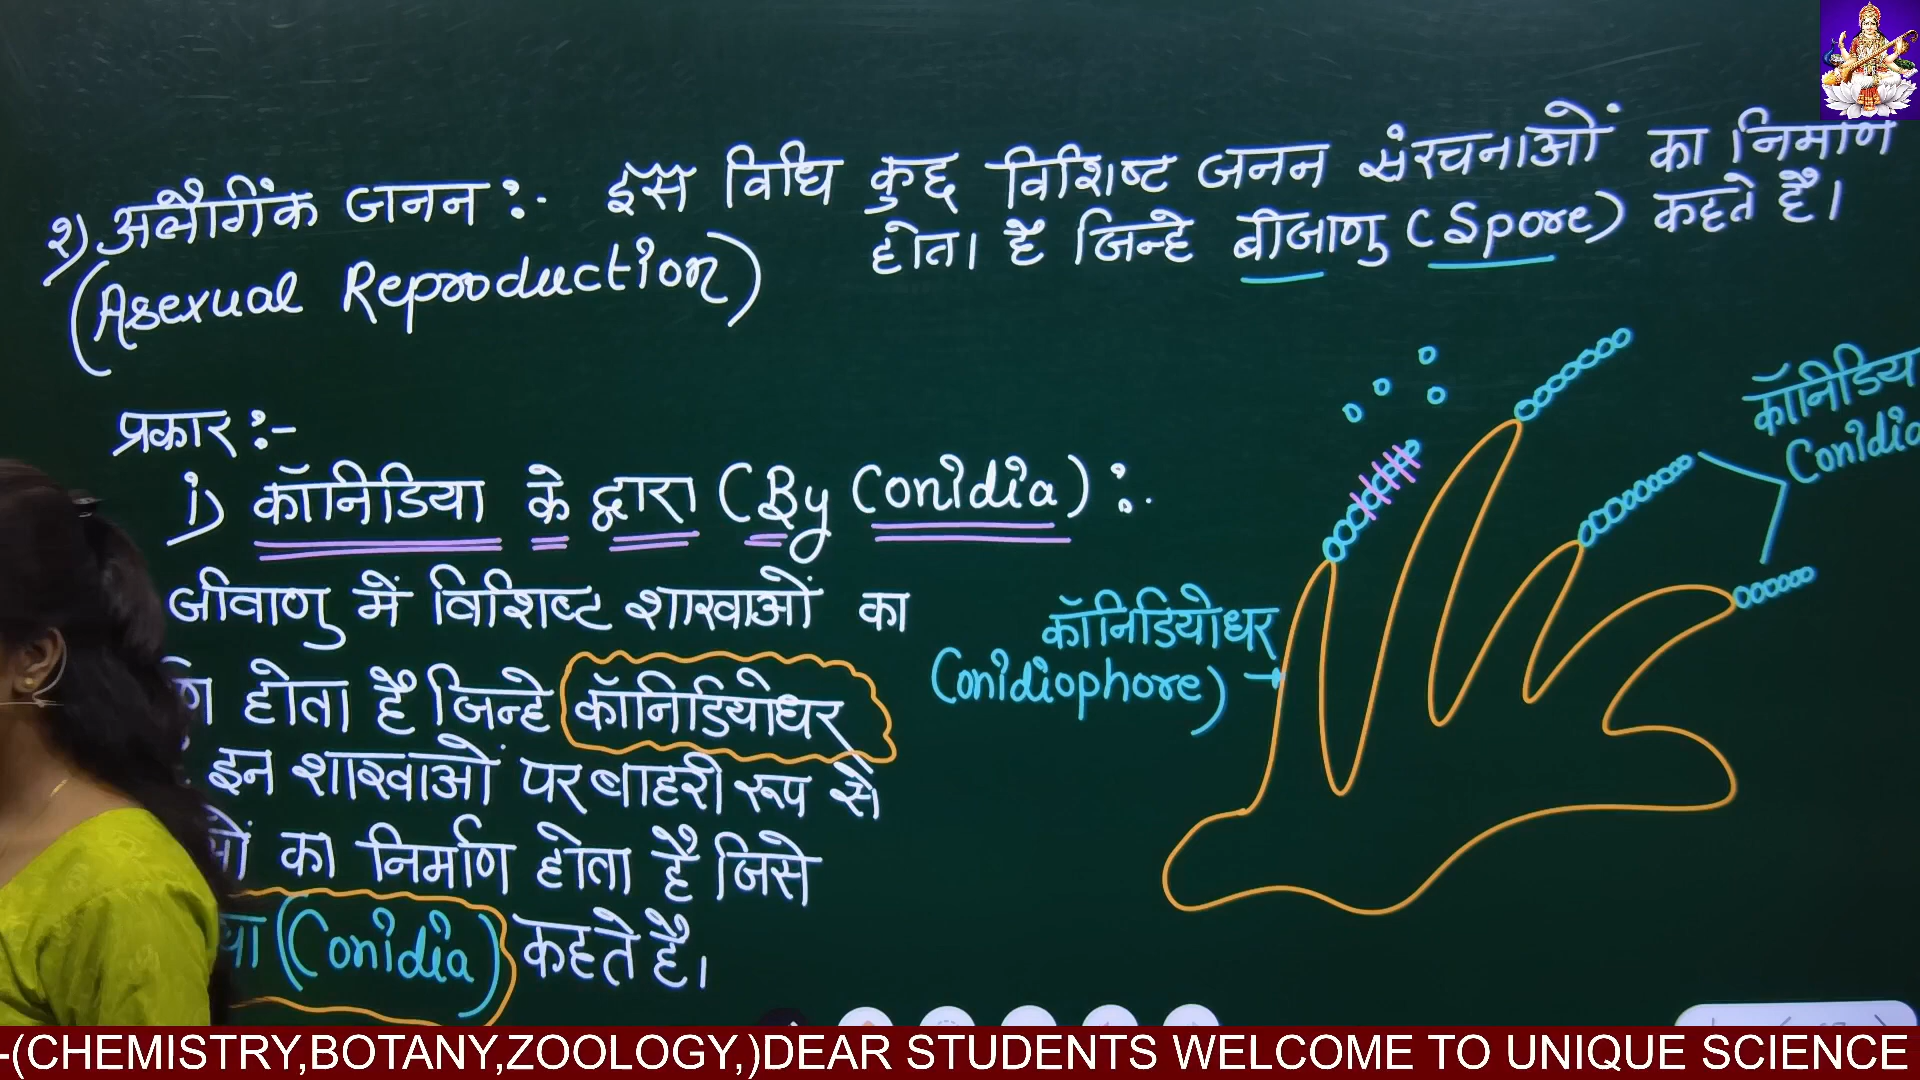 २) अलैंगिक जनन :- इस विधि कुछ विशिष्ट जनन संरचनाओं का निर्माण
(Asexual Reproduction) होता है जिन्हे बीजाणु (Spore) कहते है।
प्रकार :-
i) कॉनिडिया के द्वारा (By Conidia) :-
जीवाणु में विशिष्ट शाखाओं का
होता है जिन्हे कॉनिडियोधर
इन शाखाओं पर बाहरी रूप से
का निर्माण होता है जिसे
(Conidia) कहते है।
कॉनिडियोधर
Conidiophore) →
कॉनिडिया
Conidia
-(CHEMISTRY,BOTANY,ZOOLOGY,)DEAR STUDENTS WELCOME TO UNIQUE SCIENCE